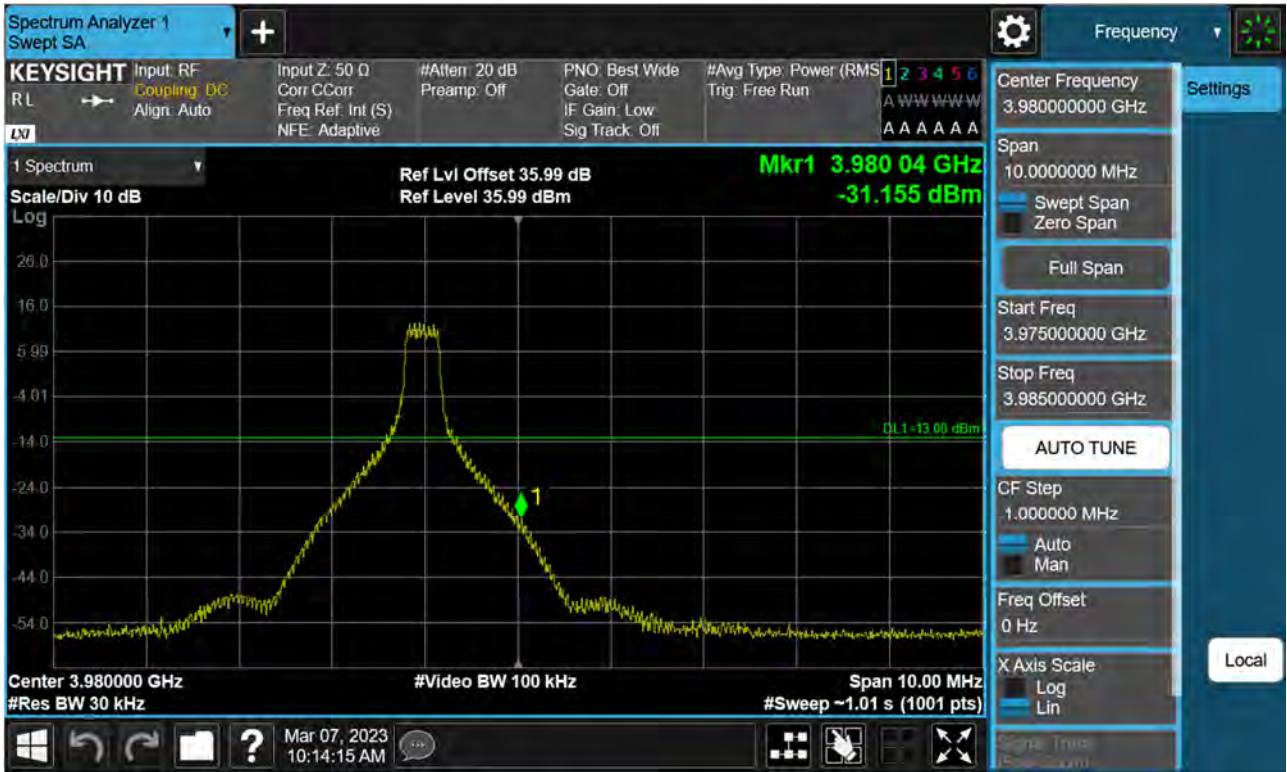 Spectrum Analyzer 1
Swept SA
+
Frequency
KEYSIGHT
RL
LXI
Input: RF
Coupling: DC
Align: Auto
Input Z: 50 Ω
Corr CCorr
Freq Ref: Int (S)
NFE: Adaptive
#Atten: 20 dB
Preamp: Off
PNO: Best Wide
Gate: Off
IF Gain: Low
Sig Track: Off
#Avg Type: Power (RMS
Trig: Free Run
1 2 3 4 5 6
A W W W W W
A A A A A A
1 Spectrum
Scale/Div 10 dB
Ref Lvl Offset 35.99 dB
Ref Level 35.99 dBm
Mkr1 3.980 04 GHz
-31.155 dBm
Log
26.0
16.0
5.99
-4.01
-14.0
-24.0
-34.0
-44.0
-54.0
DL1 -13.00 dBm
1
Center 3.980000 GHz
#Res BW 30 kHz
#Video BW 100 kHz
Span 10.00 MHz
#Sweep ~1.01 s (1001 pts)
Center Frequency
3.980000000 GHz
Settings
Span
10.0000000 MHz
Swept Span
Zero Span
Full Span
Start Freq
3.975000000 GHz
Stop Freq
3.985000000 GHz
AUTO TUNE
CF Step
1.000000 MHz
Auto
Man
Freq Offset
0 Hz
X Axis Scale
Log
Lin
Local
?
Mar 07, 2023
10:14:15 AM